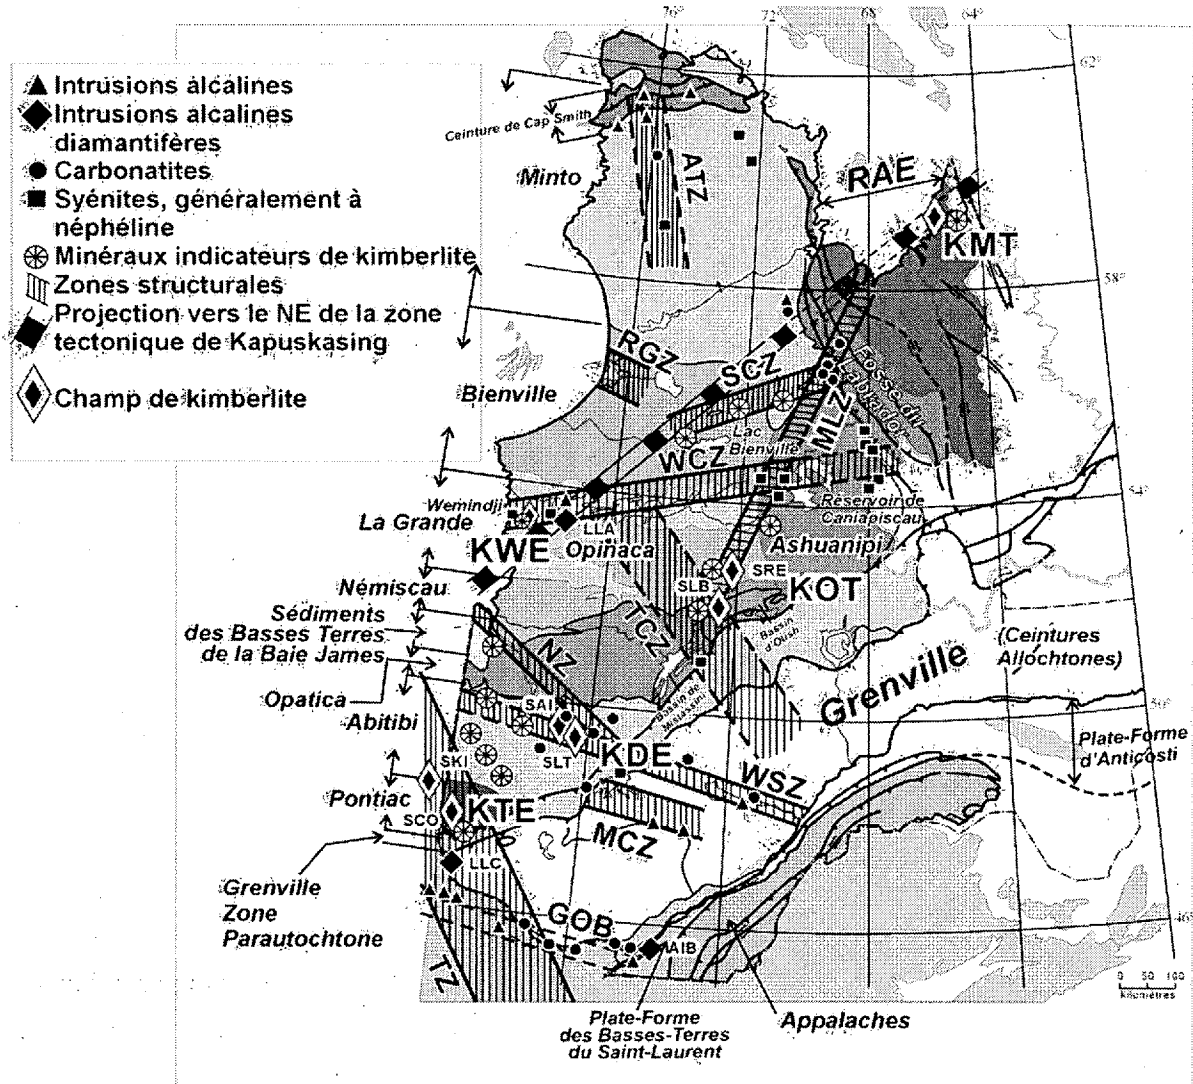 76°
72
68
64°
62°
Intrusions alcalines
Intrusions alcalines
diamantifères
Carbonatites
Syénites, généralement à
néphéline
Minéraux indicateurs de kimberlite
Zones structurales
Projection vers le NE de la zone
tectonique de Kapuskasing
Champ de kimberlite
Ceinture de Cap Smith
Minto
ATZ
RAE
KMT
58°
RGZ
SCZ
Bienville
Fosse du
Labrador
MLZ
Lac
Bienville
WCZ
54°
Wemindji
La Grande
LLA
Réservoir de
Caniapiscau
KWE
Opinaca
Ashuanipi
SRE
Némiscau
SLB
KOT
Sédiments
des Basses Terres
de la Baie James
TCZ
NZ
Bassin
d'Otish
(Ceintures
Allochtones)
Grenville
Opatica
Abitibi
SAI
Bassin de
Mistassini
50°
Plate-Forme
d'Anticosti
SKI
SLT
KDE
WSZ
Pontiac
SCO
KTE
MCZ
LLC
Grenville
Zone
Parautochtone
GOB
46°
AIB
TZ
0 50 100
kilomètres
Plate-Forme
des Basses-Terres
du Saint-Laurent
Appalaches